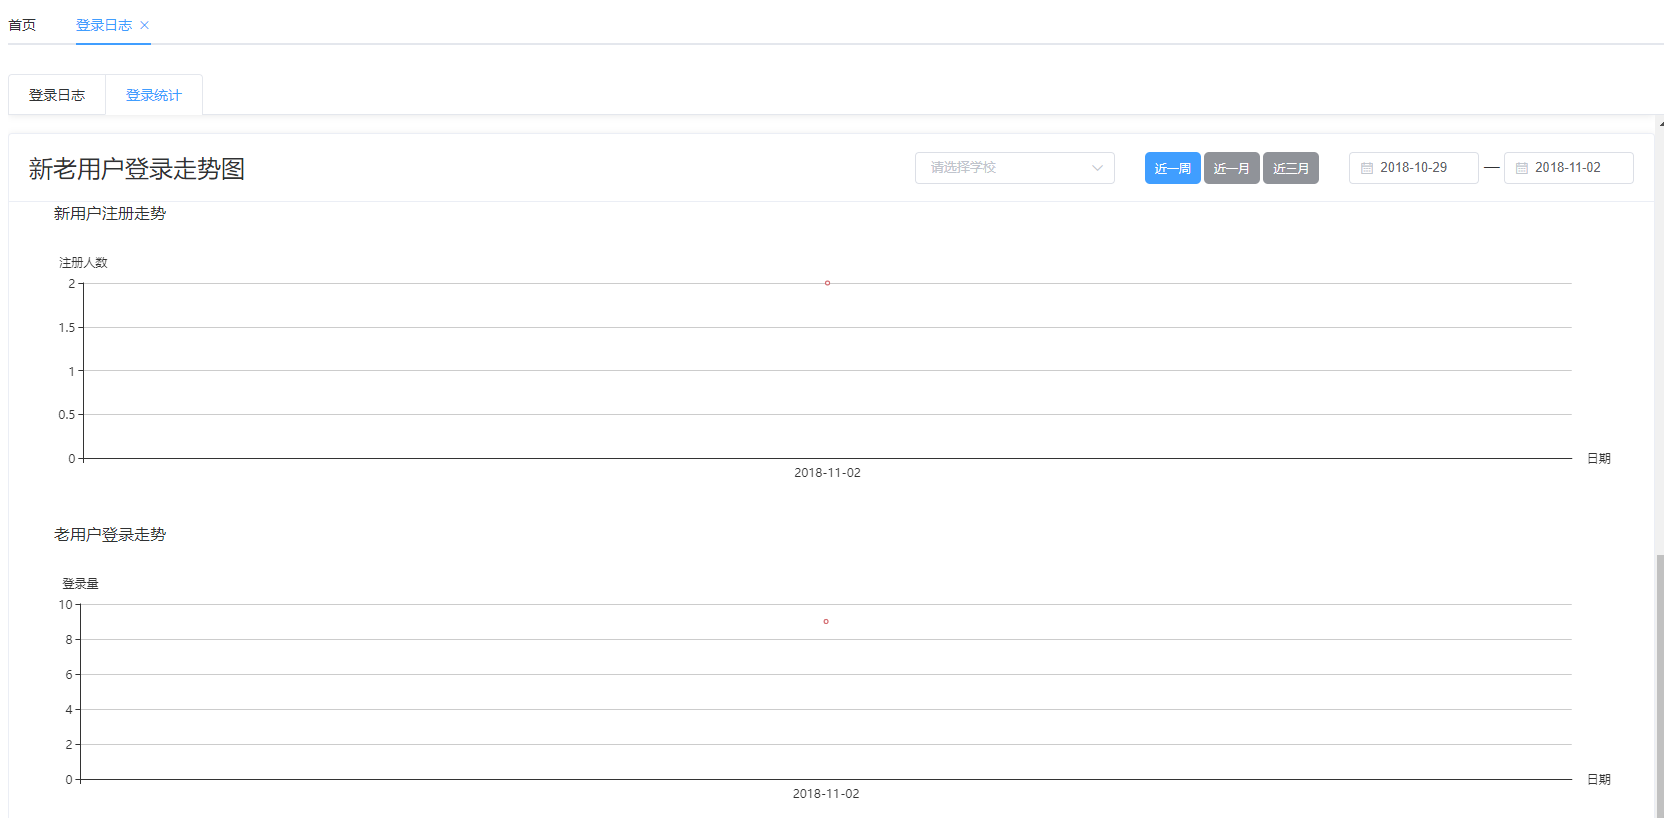 首页 登录日志
登录日志 登录统计
新老用户登录走势图 请选择学校 近一周 近一月 近三月 2018-10-29 — 2018-11-02
新用户注册走势
注册人数
2
1.5
1
0.5
0 日期
2018-11-02
老用户登录走势
登录量
10
8
6
4
2
0 日期
2018-11-02